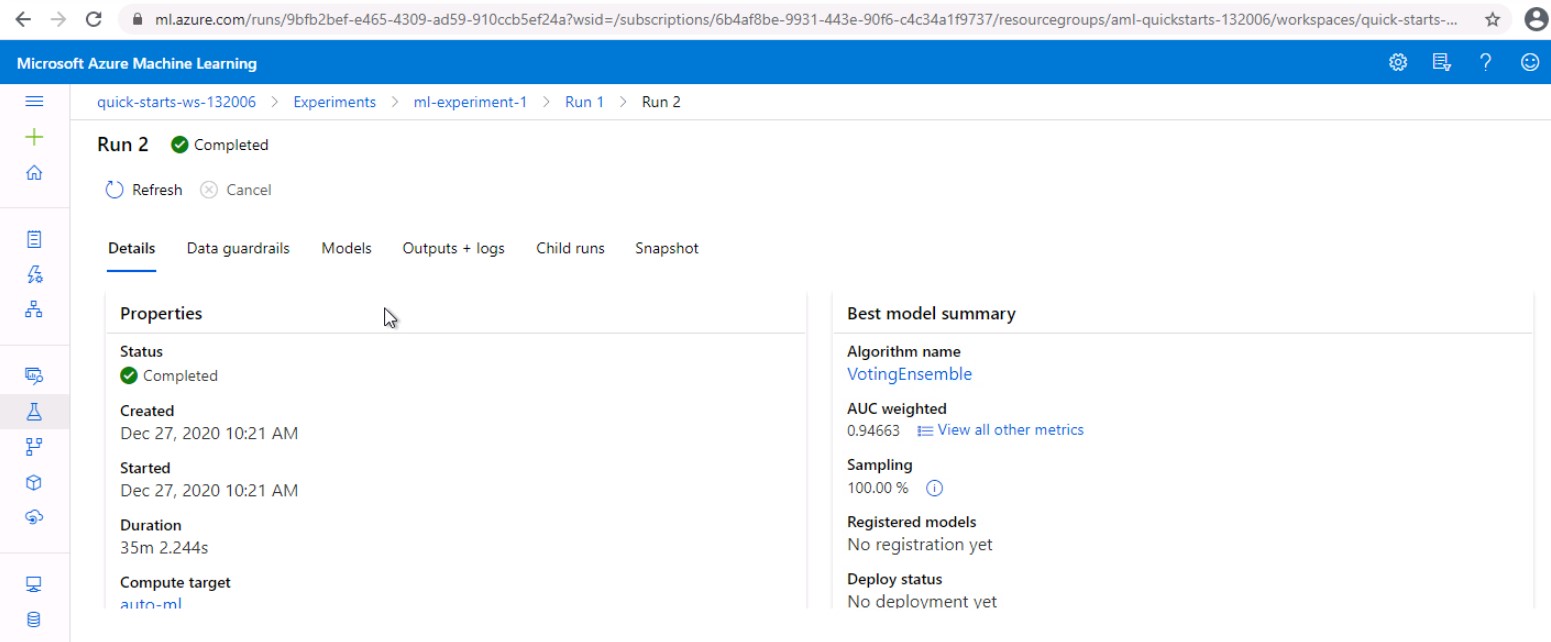 ml.azure.com/runs/9bfb2bef-e465-4309-ad59-910ccb5ef24a?wsid=/subscriptions/6b4af8be-9931-443e-90f6-c4c34a1f9737/resourcegroups/aml-quickstarts-132006/workspaces/quick-starts-...
Microsoft Azure Machine Learning
quick-starts-ws-132006 > Experiments > ml-experiment-1 > Run 1 > Run 2
Run 2 Completed
Refresh Cancel
Details Data guardrails Models Outputs + logs Child runs Snapshot
Properties
Status
Completed
Created
Dec 27, 2020 10:21 AM
Started
Dec 27, 2020 10:21 AM
Duration
35m 2.244s
Compute target
auto-ml
Best model summary
Algorithm name
VotingEnsemble
AUC weighted
0.94663 View all other metrics
Sampling
100.00 %
Registered models
No registration yet
Deploy status
No deployment yet